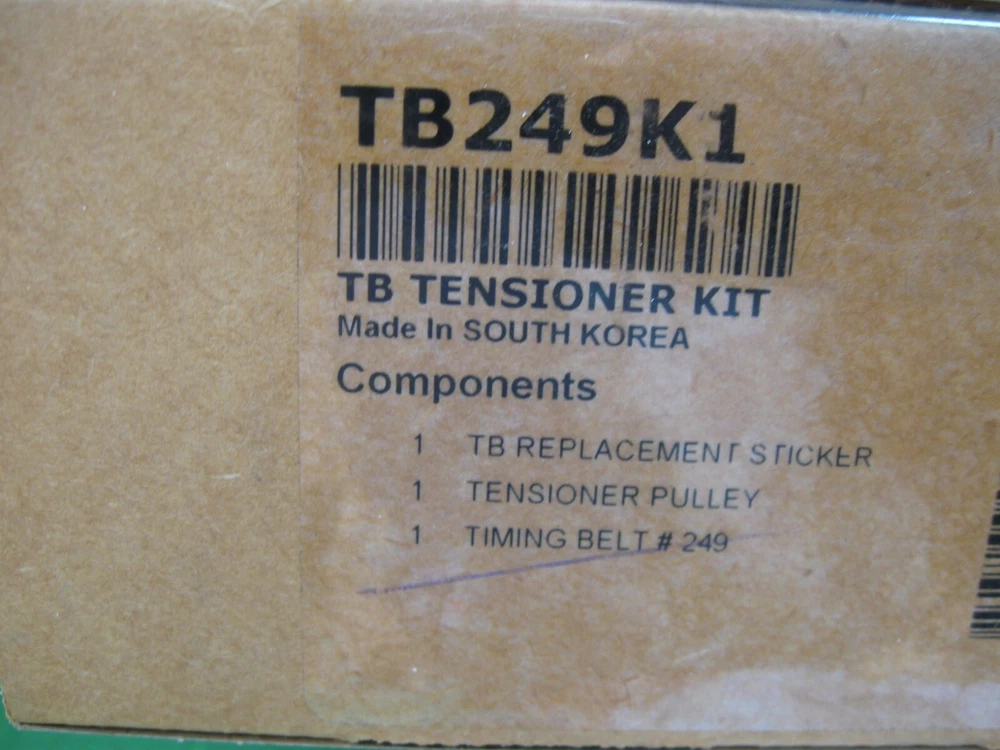 TB249K1
TB TENSIONER KIT
Made In SOUTH KOREA
Components
1 TB REPLACEMENT STICKER
1 TENSIONER PULLEY
1 TIMING BELT # 249